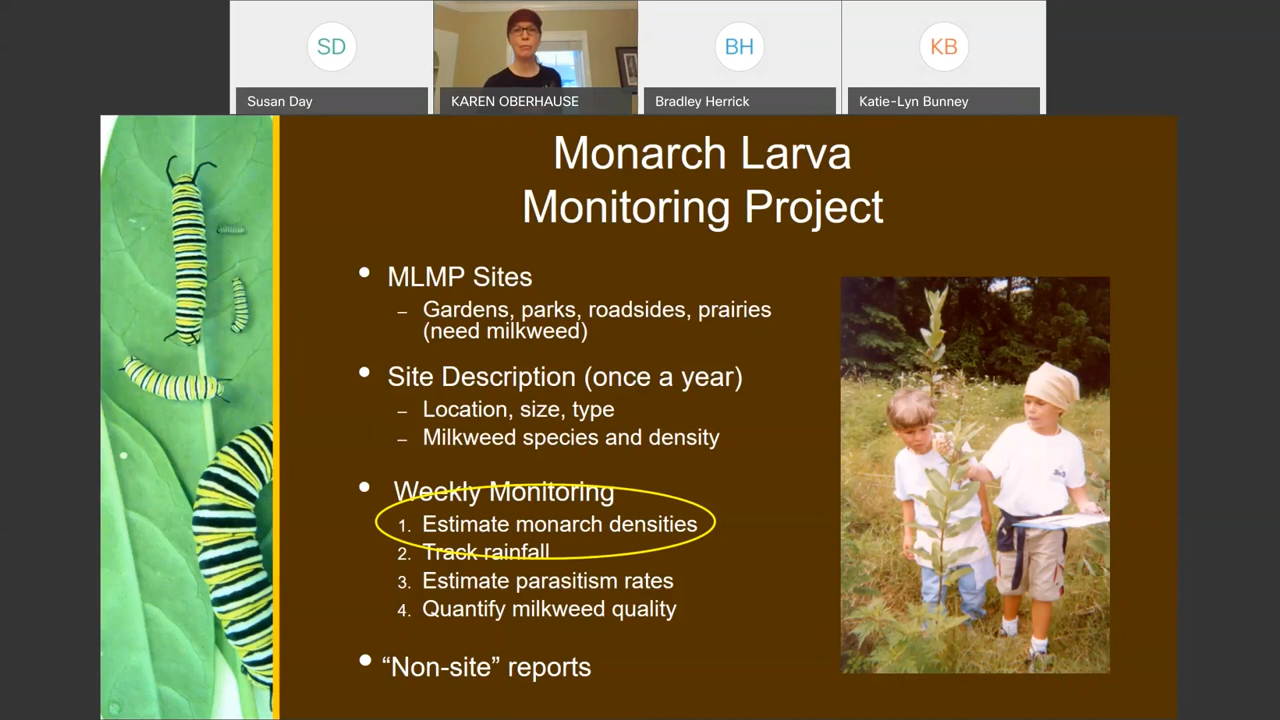 SD
BH
KB
Susan Day
KAREN OBERHAUSE
Bradley Herrick
Katie-Lyn Bunney
Monarch Larva
Monitoring Project
• MLMP Sites
– Gardens, parks, roadsides, prairies
(need milkweed)
• Site Description (once a year)
– Location, size, type
– Milkweed species and density
• Weekly Monitoring
1. Estimate monarch densities
2. Track rainfall
3. Estimate parasitism rates
4. Quantify milkweed quality
• “Non-site” reports